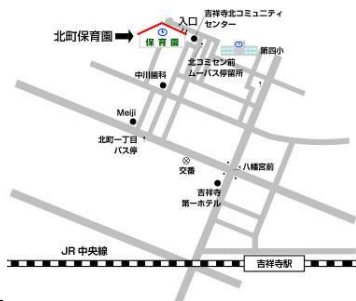 吉祥寺北コミュニティ
センター
入口
北町保育園
保育園
第四小
北コミセン前
ムーバス停留所
中川歯科
Meiji
北町一丁目
バス停
交番
八幡宮前
吉祥寺
第一ホテル
JR 中央線
吉祥寺駅